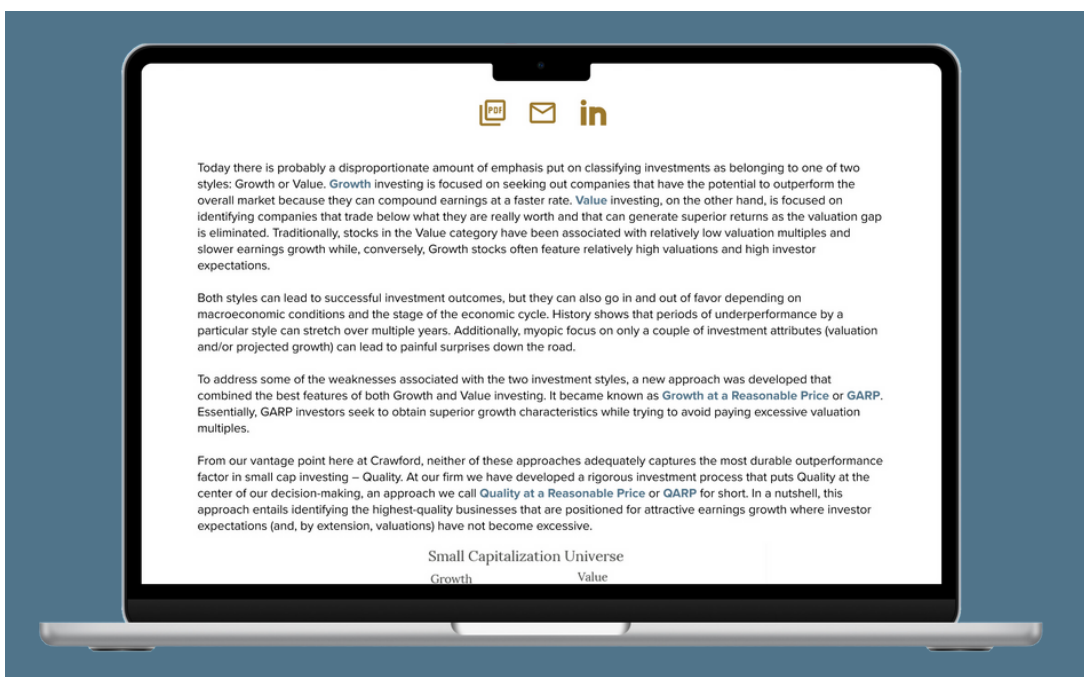 PDF
in
Today there is probably a disproportionate amount of emphasis put on classifying investments as belonging to one of two
styles: Growth or Value. Growth investing is focused on seeking out companies that have the potential to outperform the
overall market because they can compound earnings at a faster rate. Value investing, on the other hand, is focused on
identifying companies that trade below what they are really worth and that can generate superior returns as the valuation gap
is eliminated. Traditionally, stocks in the Value category have been associated with relatively low valuation multiples and
slower earnings growth while, conversely, Growth stocks often feature relatively high valuations and high investor
expectations.
Both styles can lead to successful investment outcomes, but they can also go in and out of favor depending on
macroeconomic conditions and the stage of the economic cycle. History shows that periods of underperformance by a
particular style can stretch over multiple years. Additionally, myopic focus on only a couple of investment attributes (valuation
and/or projected growth) can lead to painful surprises down the road.
To address some of the weaknesses associated with the two investment styles, a new approach was developed that
combined the best features of both Growth and Value investing. It became known as Growth at a Reasonable Price or GARP.
Essentially, GARP investors seek to obtain superior growth characteristics while trying to avoid paying excessive valuation
multiples.
From our vantage point here at Crawford, neither of these approaches adequately captures the most durable outperformance
factor in small cap investing – Quality. At our firm we have developed a rigorous investment process that puts Quality at the
center of our decision-making, an approach we call Quality at a Reasonable Price or QARP for short. In a nutshell, this
approach entails identifying the highest-quality businesses that are positioned for attractive earnings growth where investor
expectations (and, by extension, valuations) have not become excessive.
Small Capitalization Universe
Growth Value